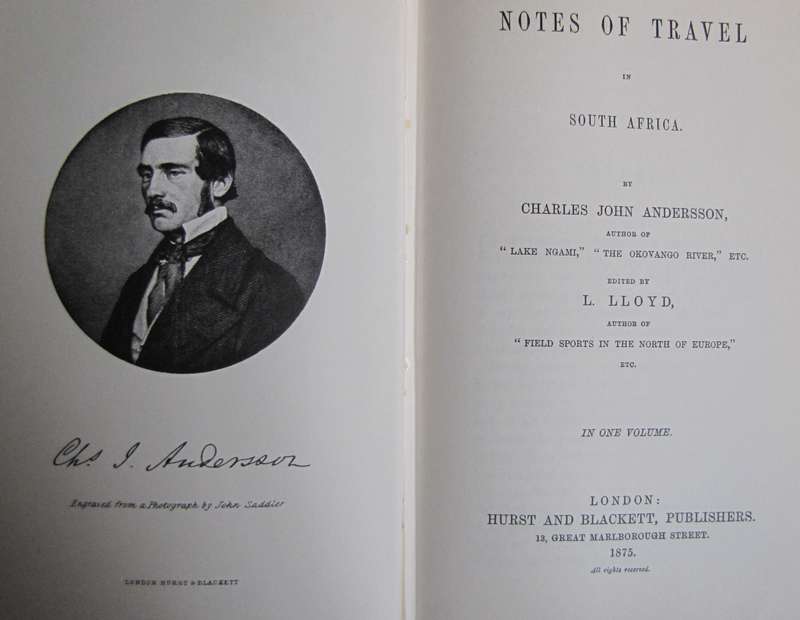 Chs. J. Andersson
Engraved from a Photograph by John Saddler
LONDON HURST & BLACKETT
NOTES OF TRAVEL
IN
SOUTH AFRICA.
BY
CHARLES JOHN ANDERSSON,
AUTHOR OF
“LAKE NGAMI,” “THE OKOVANGO RIVER,” ETC.
EDITED BY
L. LLOYD,
AUTHOR OF
“FIELD SPORTS IN THE NORTH OF EUROPE,”
ETC.
IN ONE VOLUME.
LONDON:
HURST AND BLACKETT, PUBLISHERS.
13, GREAT MARLBOROUGH STREET.
1875.
All rights reserved.